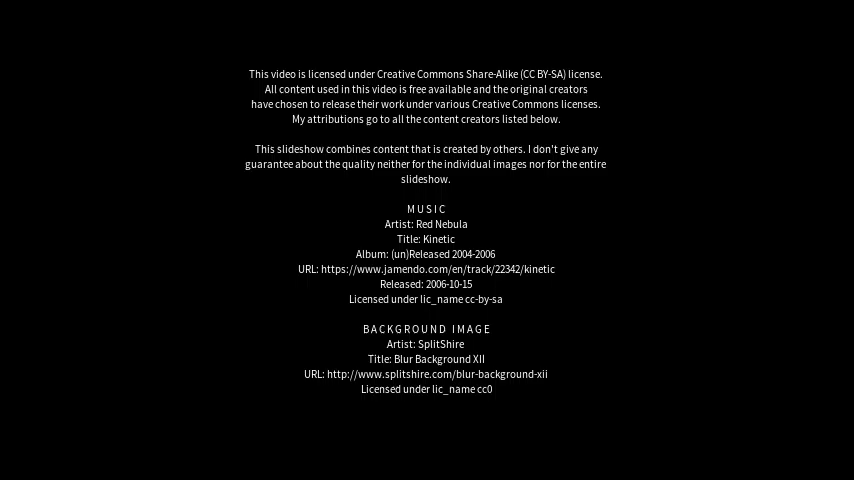 This video is licensed under Creative Commons Share-Alike (CC BY-SA) license.
All content used in this video is free available and the original creators
have chosen to release their work under various Creative Commons licenses.
My attributions go to all the content creators listed below.
This slideshow combines content that is created by others. I don't give any
guarantee about the quality neither for the individual images nor for the entire
slideshow.
MUSIC
Artist: Red Nebula
Title: Kinetic
Album: (un)Released 2004-2006
URL: https://www.jamendo.com/en/track/22342/kinetic
Released: 2006-10-15
Licensed under lic_name cc-by-sa
BACKGROUND IMAGE
Artist: SplitShire
Title: Blur Background XII
URL: http://www.splitshire.com/blur-background-xii
Licensed under lic_name cc0